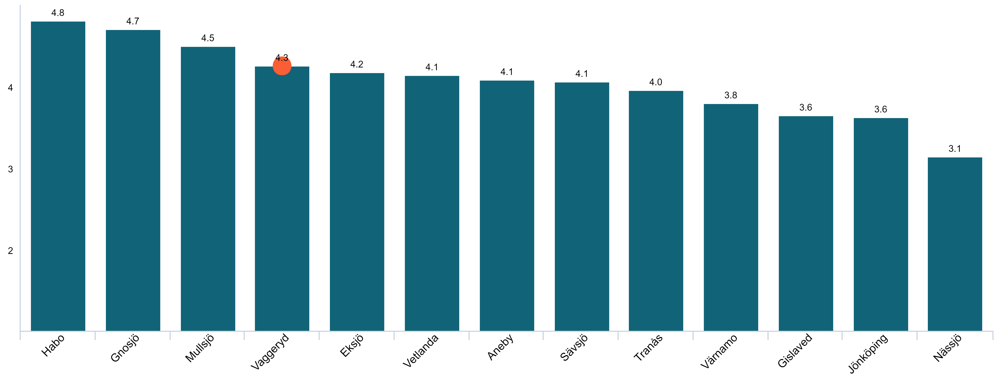 4.8
4.7
4.5
4.3
4.2
4.1
4.1
4.1
4.0
3.8
3.6
3.6
3.1
4
3
2
Habo
Gnosjö
Mullsjö
Vaggeryd
Eksjö
Vetlanda
Aneby
Sävsjö
Tranås
Värnamo
Gislaved
Jönköping
Nässjö